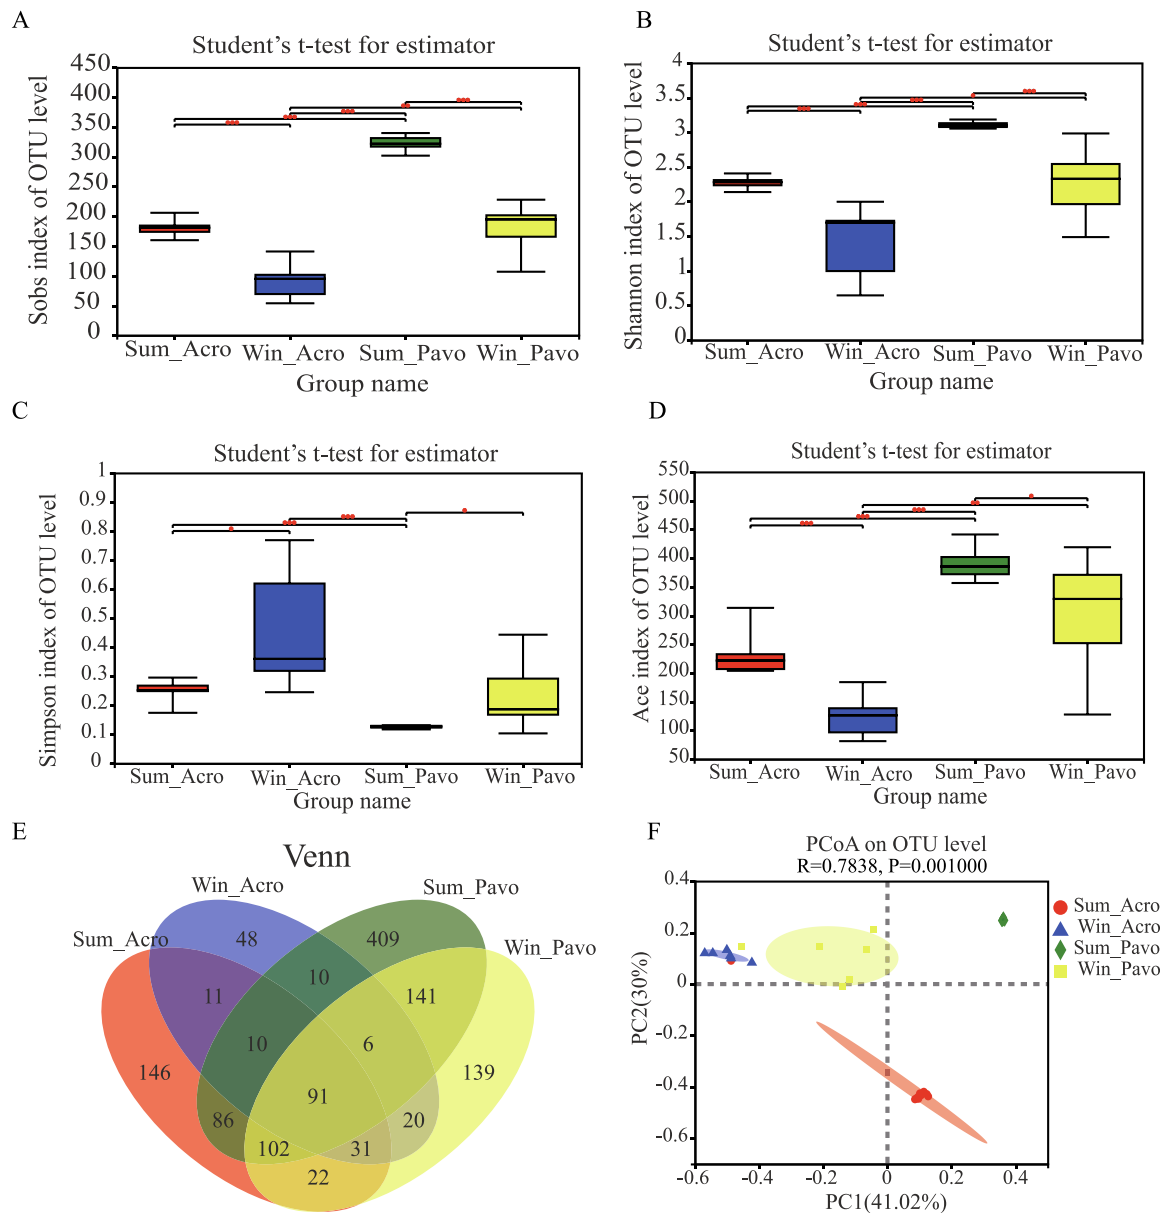 A
Student's t-test for estimator
Sobs index of OTU level
450
400
350
300
250
200
150
100
50
0
Sum_Acro Win_Acro Sum_Pavo Win_Pavo
Group name
B
Student's t-test for estimator
Shannon index of OTU level
4
3.5
3
2.5
2
1.5
1
0.5
0
Sum_Acro Win_Acro Sum_Pavo Win_Pavo
Group name
C
Student's t-test for estimator
Simpson index of OTU level
1
0.9
0.8
0.7
0.6
0.5
0.4
0.3
0.2
0.1
0
Sum_Acro Win_Acro Sum_Pavo Win_Pavo
Group name
D
Student's t-test for estimator
Ace index of OTU level
550
500
450
400
350
300
250
200
150
100
50
Sum_Acro Win_Acro Sum_Pavo Win_Pavo
Group name
E
Venn
Win_Acro Sum_Pavo
Sum_Acro Win_Pavo
48 409
10
11 141
10 6
146 139
91
86 20
102 31
22
F
PCoA on OTU level
R=0.7838, P=0.001000
PC2(30%)
0.4
0.2
0
-0.2
-0.4
-0.6
-0.6 -0.4 -0.2 0 0.2 0.4
PC1(41.02%)
Sum_Acro
Win_Acro
Sum_Pavo
Win_Pavo